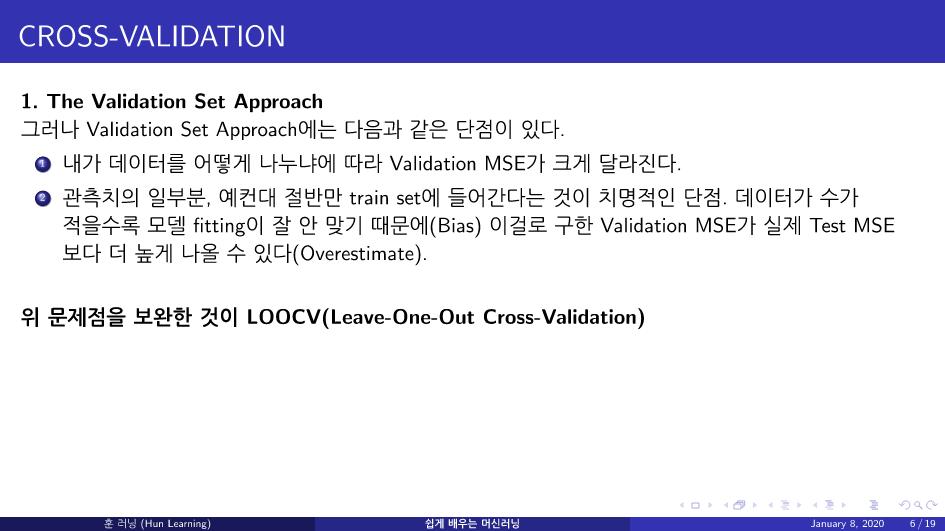 CROSS-VALIDATION
1. The Validation Set Approach
그러나 Validation Set Approach에는 다음과 같은 단점이 있다.
1 내가 데이터를 어떻게 나누냐에 따라 Validation MSE가 크게 달라진다.
2 관측치의 일부분, 예컨대 절반만 train set에 들어간다는 것이 치명적인 단점. 데이터가 수가
적을수록 모델 fitting이 잘 안 맞기 때문에(Bias) 이걸로 구한 Validation MSE가 실제 Test MSE
보다 더 높게 나올 수 있다(Overestimate).
위 문제점을 보완한 것이 LOOCV(Leave-One-Out Cross-Validation)
훈 러닝 (Hun Learning) 쉽게 배우는 머신러닝 January 8, 2020 6 / 19